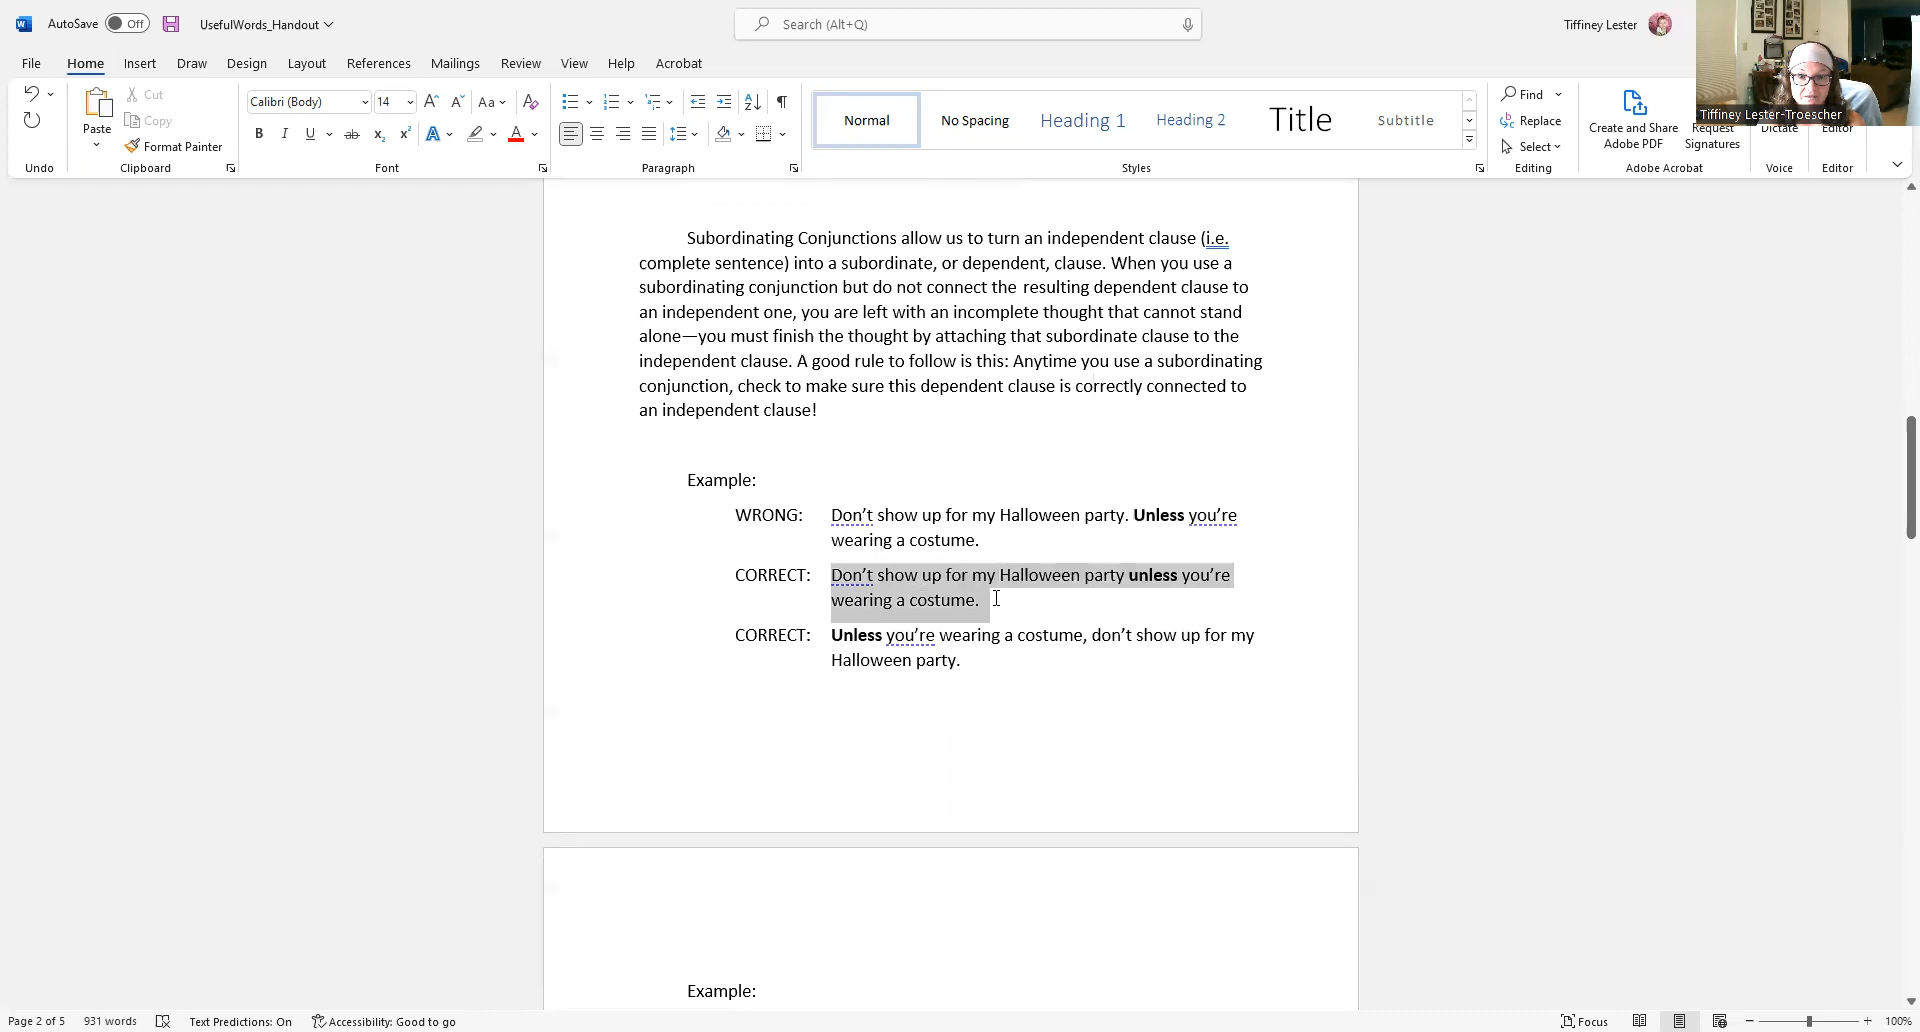 AutoSave Off UsefulWords_Handout Search (Alt+Q) Tiffiney Lester
File Home Insert Draw Design Layout References Mailings Review View Help Acrobat
Tiffiney Lester-Troescher
Paste Cut Copy Format Painter
Calibri (Body) 14
Normal No Spacing Heading 1 Heading 2 Title Subtitle
Find Replace Select
Create and Share Adobe PDF Request Signatures Dictate Editor
Undo Clipboard Font Paragraph Styles Editing Adobe Acrobat Voice Editor
Subordinating Conjunctions allow us to turn an independent clause (i.e.
complete sentence) into a subordinate, or dependent, clause. When you use a
subordinating conjunction but do not connect the resulting dependent clause to
an independent one, you are left with an incomplete thought that cannot stand
alone—you must finish the thought by attaching that subordinate clause to the
independent clause. A good rule to follow is this: Anytime you use a subordinating
conjunction, check to make sure this dependent clause is correctly connected to
an independent clause!
Example:
WRONG: Don’t show up for my Halloween party. Unless you’re
wearing a costume.
CORRECT: Don’t show up for my Halloween party unless you’re
wearing a costume.
CORRECT: Unless you’re wearing a costume, don’t show up for my
Halloween party.
Example:
Page 2 of 5 931 words Text Predictions: On Accessibility: Good to go Focus 100%